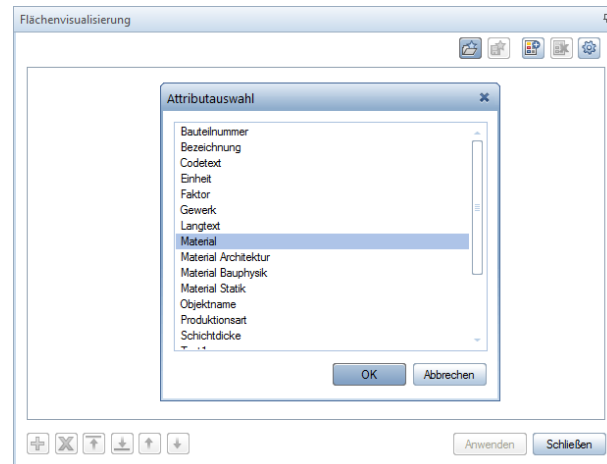 Flächenvisualisierung
Attributauswahl
Bauteilnummer
Bezeichnung
Codetext
Einheit
Faktor
Gewerk
Langtext
Material
Material Architektur
Material Bauphysik
Material Statik
Objektname
Produktionsart
Schichtdicke
OK
Abbrechen
Anwenden
Schließen